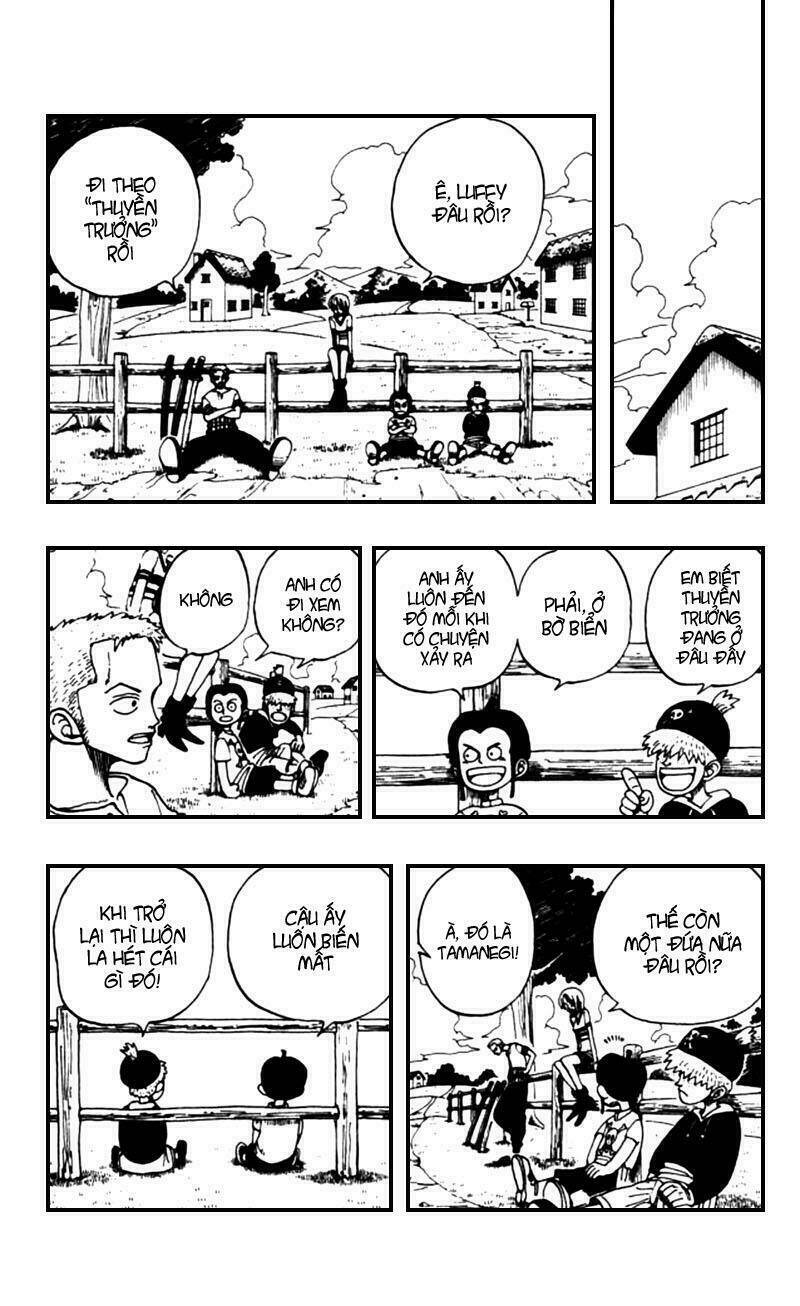 Ê, LUFFY
ĐÂU RỒI?
ĐI THEO
"THUYỀN
TRƯỞNG"
RỒI
EM BIẾT
THUYỀN
TRƯỞNG
ĐANG Ở
ĐÂU ĐẤY
PHẢI, Ở
BỜ BIỂN
ANH ẤY
LUÔN ĐẾN
ĐÓ MỖI KHI
CÓ CHUYỆN
XẢY RA
ANH CÓ
ĐI XEM
KHÔNG?
KHÔNG
THẾ CÒN
MỘT ĐỨA NỮA
ĐÂU RỒI?
À, ĐÓ LÀ
TAMANEGI!
CẬU ẤY
LUÔN BIẾN
MẤT
KHI TRỞ
LẠI THÌ LUÔN
LA HÉT CÁI
GÌ ĐÓ!